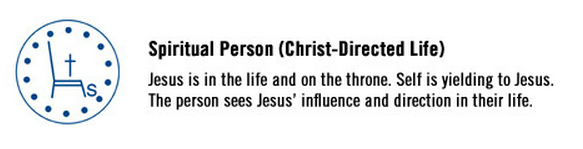 Spiritual Person (Christ-Directed Life)
Jesus is in the life and on the throne. Self is yielding to Jesus.
The person sees Jesus' influence and direction in their life.
S